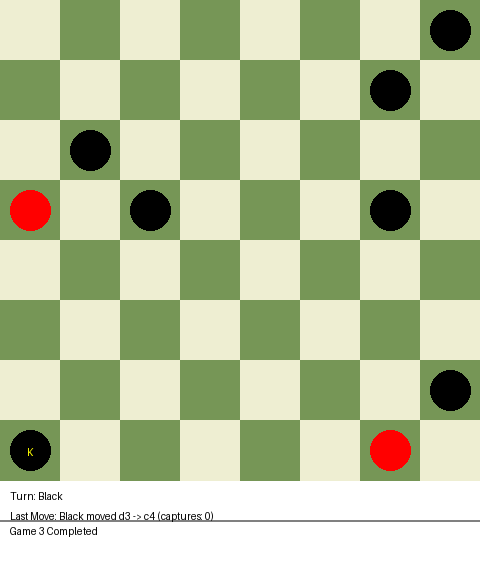 K
Turn: Black
Last Move: Black moved d3 -> c4 (captures: 0)
Game 3 Completed